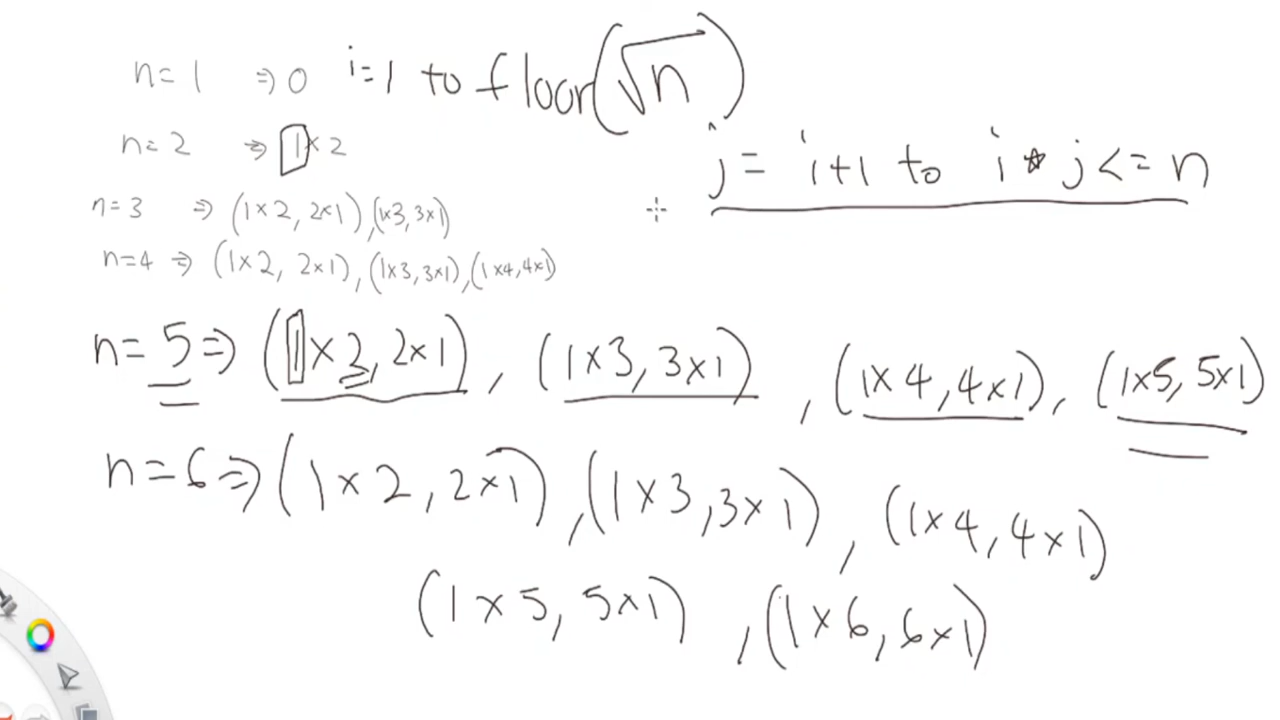 n=1 => 0
i=1 to floor(√n)
n=2 => 1×2
j= i+1 to i*j<=n
n=3 => (1×2, 2×1),(1×3,3×1)
n=4 => (1×2, 2×1),(1×3,3×1),(1×4,4×1)
n=5=> (1×2,2×1), (1×3,3×1), (1×4,4×1), (1×5,5×1)
n=6=>(1×2,2×1),(1×3,3×1), (1×4,4×1)
(1×5,5×1),(1×6,6×1)